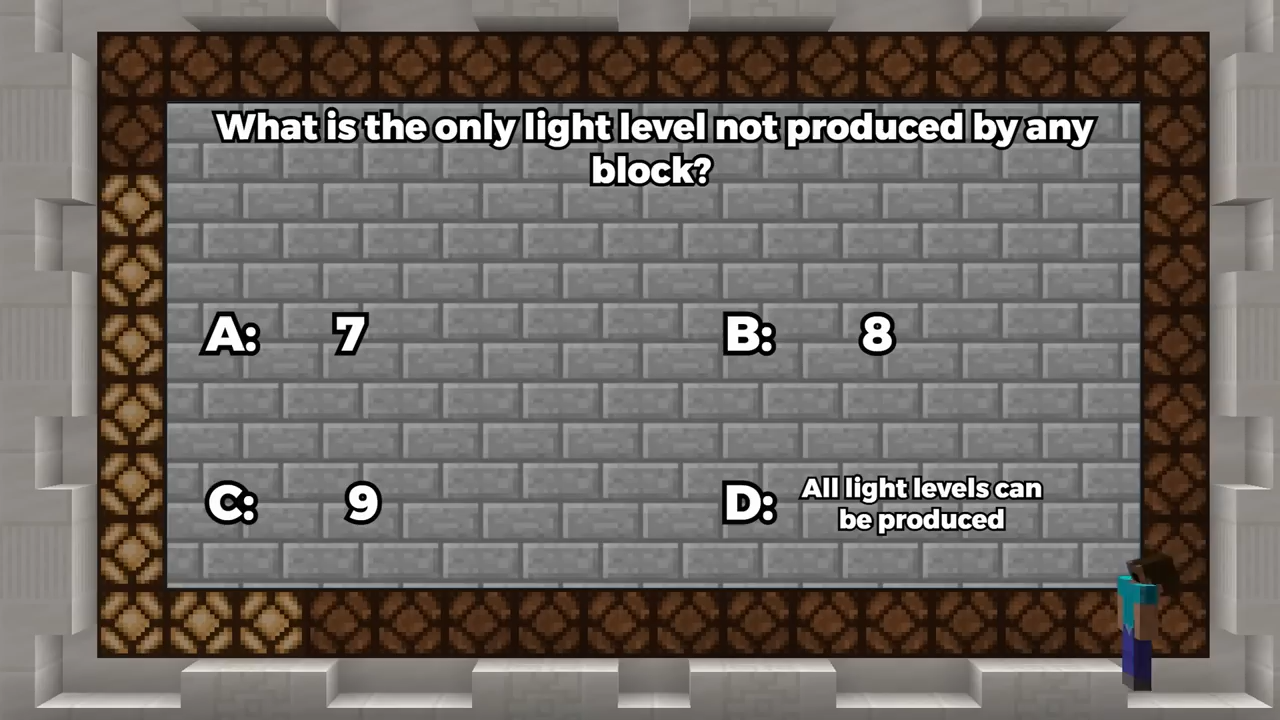 What is the only light level not produced by any
block?
A: 7
B: 8
C: 9
D: All light levels can
be produced